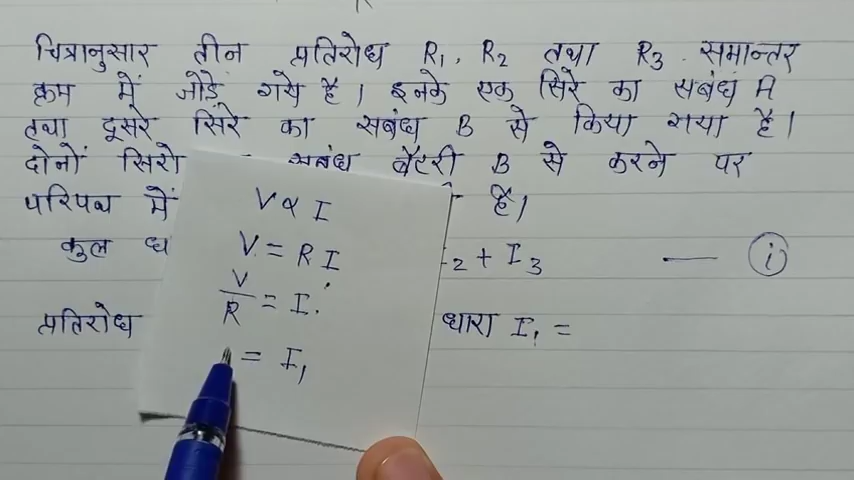 चित्रानुसार तीन प्रतिरोध R₁, R₂ तथा R₃ समान्तर
क्रम में जोड़े गये है। इनके एक सिरे का सबंध A
तथा दूसरे सिरे का सबंध B से किया गया है।
दोनों सिरो सबंध बैटरी B से करने पर
परिपथ में है।
कुल ध ₂ + I₃ — (i)
प्रतिरोध धारा I₁ =
V ∝ I
V = R I
V/R = I
= I₁